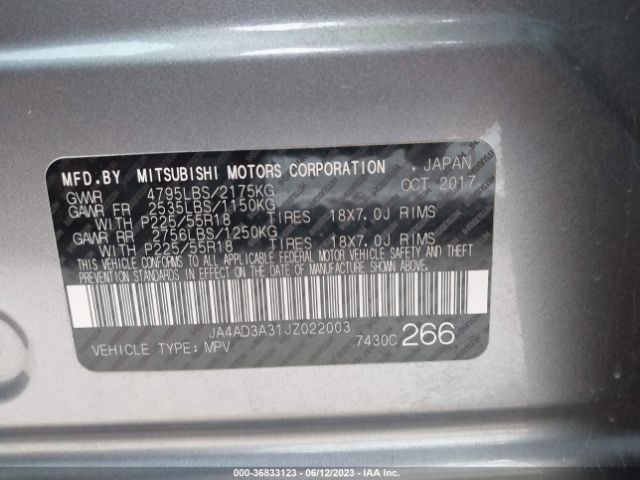 MFD.BY MITSUBISHI MOTORS CORPORATION . JAPAN
GWR 4795LBS/2175KG OCT 2017
GAWR FR 2535LBS/1150KG
WITH P225/55R18 TIRES 18X7.0J RIMS
GAWR RR 2756LBS/1250KG
WITH P225/55R18 TIRES 18X7.0J RIMS
THIS VEHICLE CONFORMS TO ALL APPLICABLE FEDERAL MOTOR VEHICLE SAFETY AND THEFT
PREVENTION STANDARDS IN EFFECT ON THE DATE OF MANUFACTURE SHOWN ABOVE.
JA4AD3A31JZ022003
VEHICLE TYPE: MPV 7430C 266
000-36833123 - 06/12/2023 - IAA Inc.